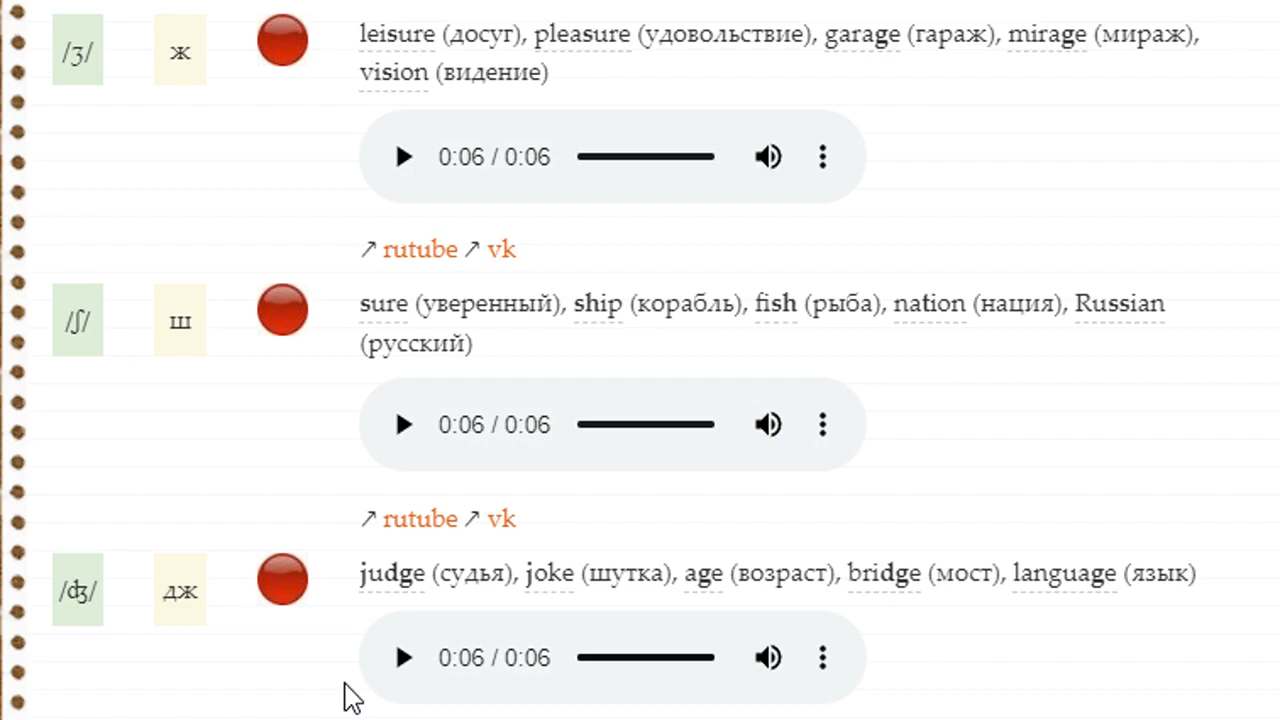 /ʒ/ ж leisure (досуг), pleasure (удовольствие), garage (гараж), mirage (мираж),
vision (видение)
0:06 / 0:06
↗ rutube ↗ vk
/ʃ/ ш sure (уверенный), ship (корабль), fish (рыба), nation (нация), Russian
(русский)
0:06 / 0:06
↗ rutube ↗ vk
/ʤ/ дж judge (судья), joke (шутка), age (возраст), bridge (мост), language (язык)
0:06 / 0:06